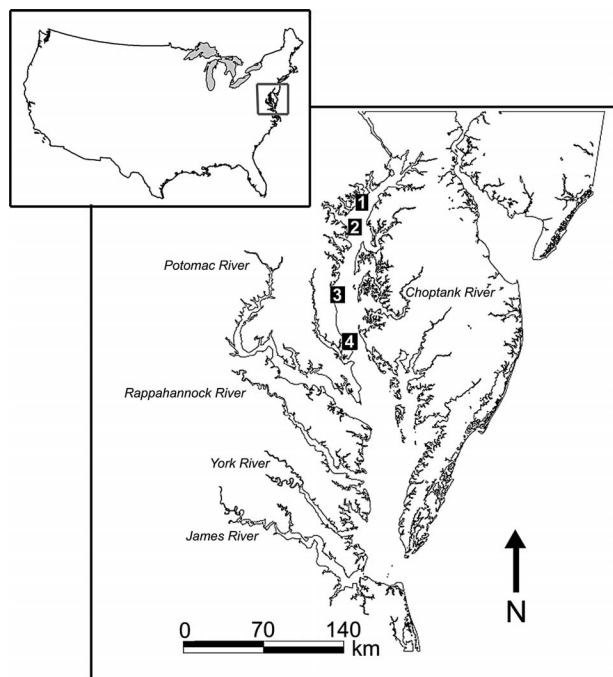 1
2
Potomac River
3
Choptank River
4
Rappahannock River
York River
James River
N
0 70 140
km